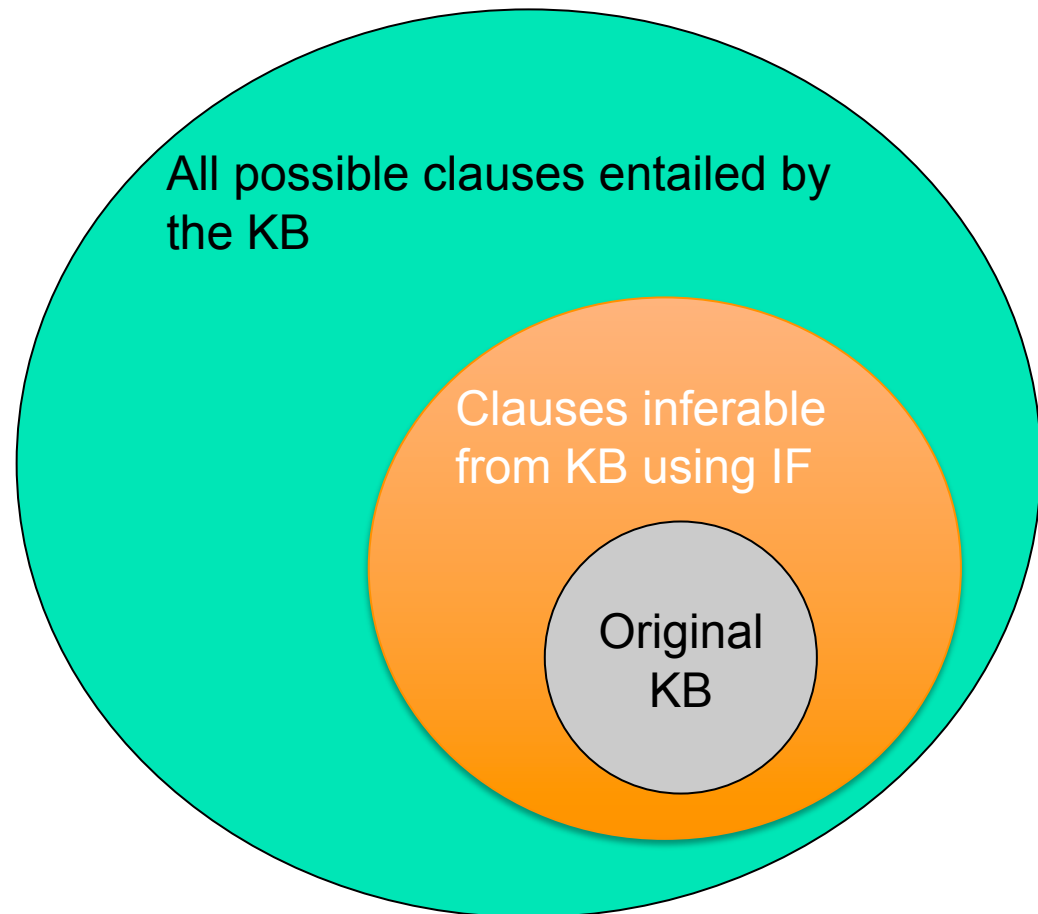 All possible clauses entailed by
the KB
Clauses inferable
from KB using IF
Original
KB